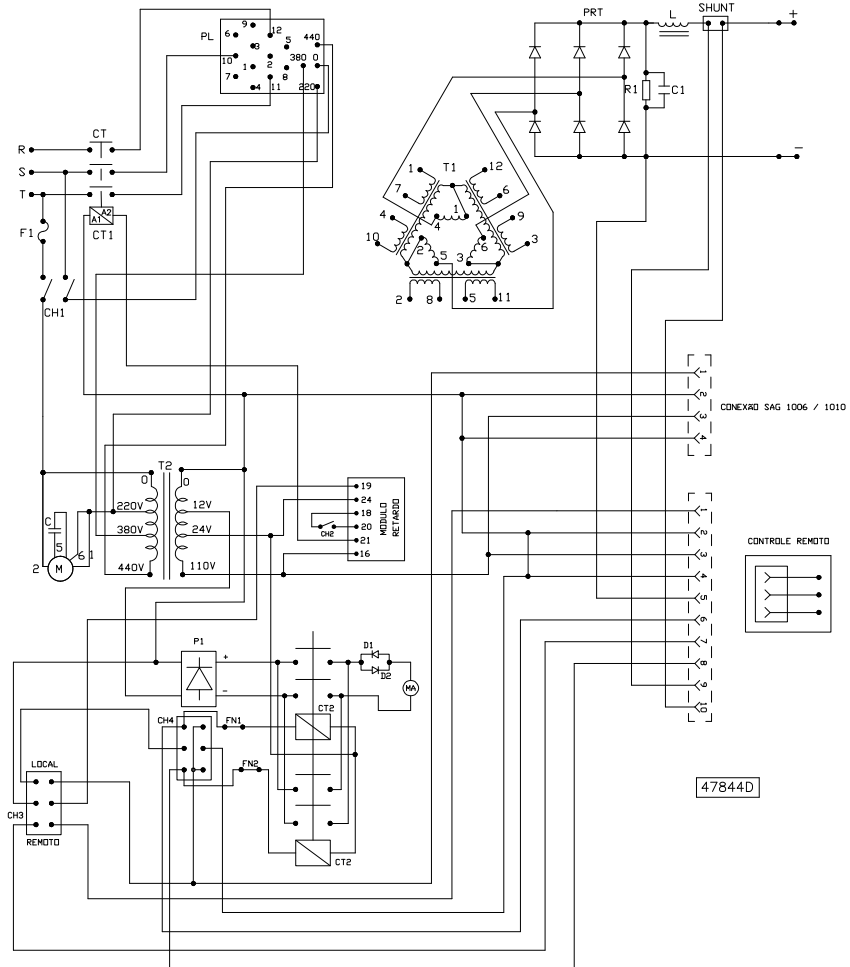 PRT
L
SHUNT
+
PL
9
12
440
6
3
5
10
380 0
1
2
7
8
4 11
220
R1
C1
CT
R
S
T
A1 A2
CT1
F1
CH1
–
1
T1
12
7
6
4
1
9
4
10
2
6
3
5
3
2 8
5 11
1
2
3
4
CONEXÃO SAG 1006 / 1010
T2
0
0
220V
12V
380V
24V
440V
110V
C
5
6 1
2
M
19
24
18
20
21
16
CH2
MODULO
RETARDO
1
2
3
4
5
6
7
8
9
10
CONTROLE REMOTO
P1
+
–
D1
D2
MA
CH4
FN1
CT2
FN2
LOCAL
CH3
REMOTO
CT2
47844D